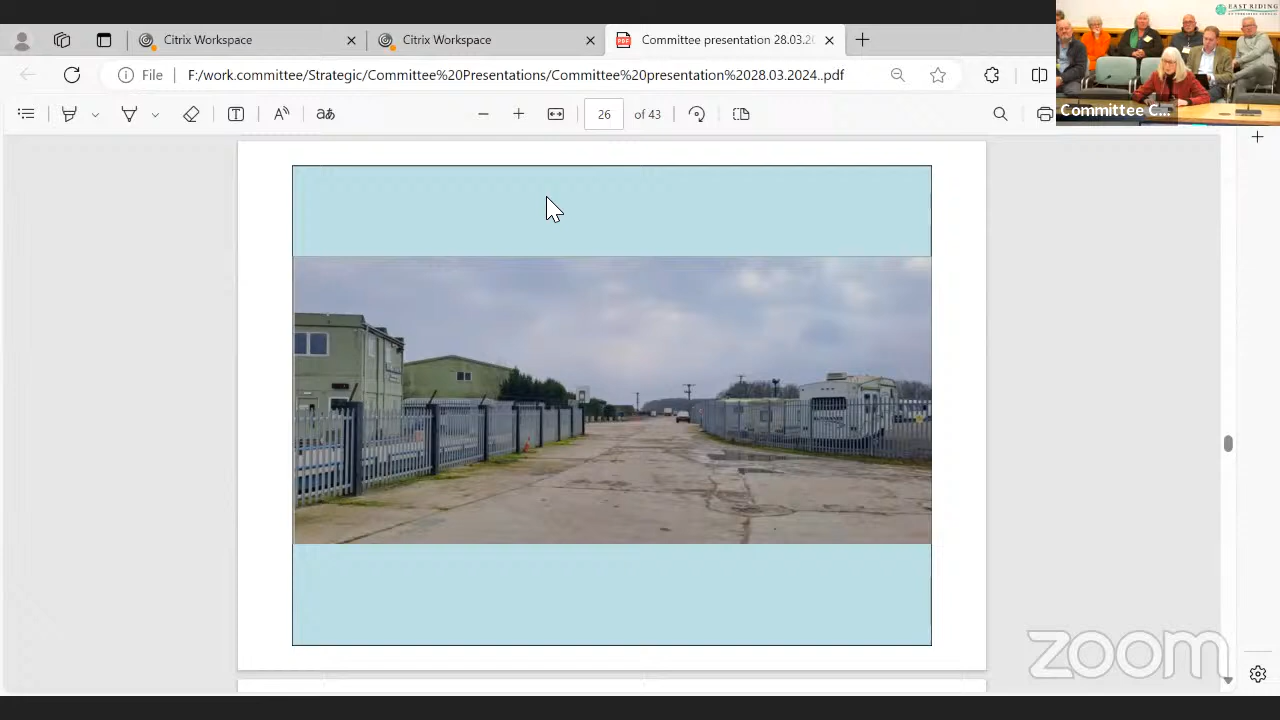 Citrix Workspace
Citrix Workspace
Committee presentation 28.03.20
File
F:/work.committee/Strategic/Committee%20Presentations/Committee%20presentation%2028.03.2024..pdf
26 of 43
EAST RIDING
Committee C...
zoom